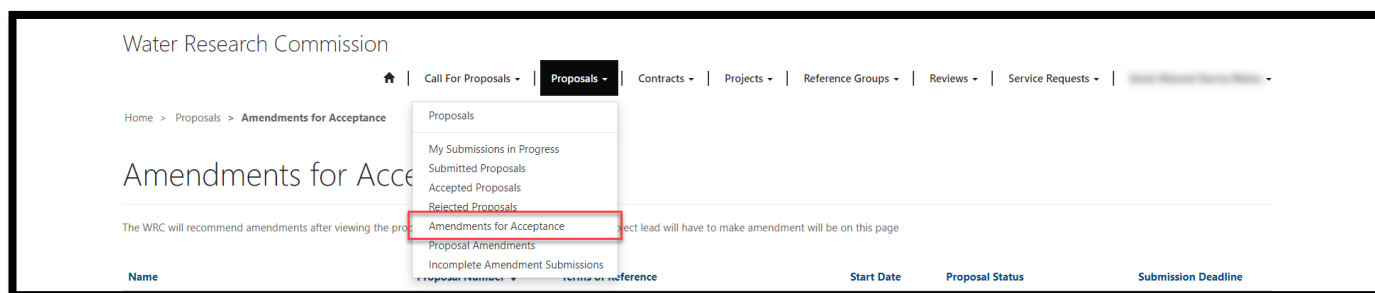 Water Research Commission
Call For Proposals Proposals Contracts Projects Reference Groups Reviews Service Requests
Home > Proposals > Amendments for Acceptance
Proposals
My Submissions in Progress
Submitted Proposals
Accepted Proposals
Rejected Proposals
Amendments for Acceptance
Proposal Amendments
Incomplete Amendment Submissions
Amendments for Acce
The WRC will recommend amendments after viewing the pro ject lead will have to make amendment will be on this page
Name Proposal Number Terms of Reference Start Date Proposal Status Submission Deadline